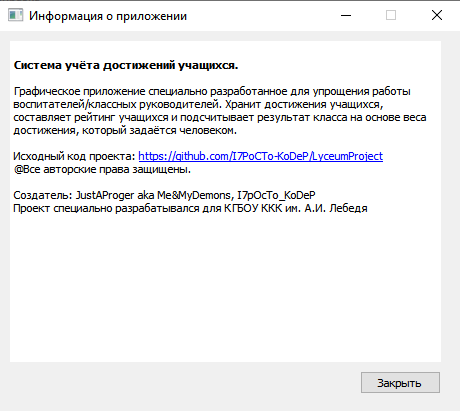 Информация о приложении
Система учёта достижений учащихся.
Графическое приложение специально разработанное для упрощения работы
воспитателей/классных руководителей. Хранит достижения учащихся,
составляет рейтинг учащихся и подсчитывает результат класса на основе веса
достижения, который задаётся человеком.
Исходный код проекта: https://github.com/I7PoCTo-KoDeP/LyceumProject
@Все авторские права защищены.
Создатель: JustAProger aka Me&MyDemons, I7pOcTo_KoDeP
Проект специально разрабатывался для КГБОУ ККК им. А.И. Лебедя
Закрыть